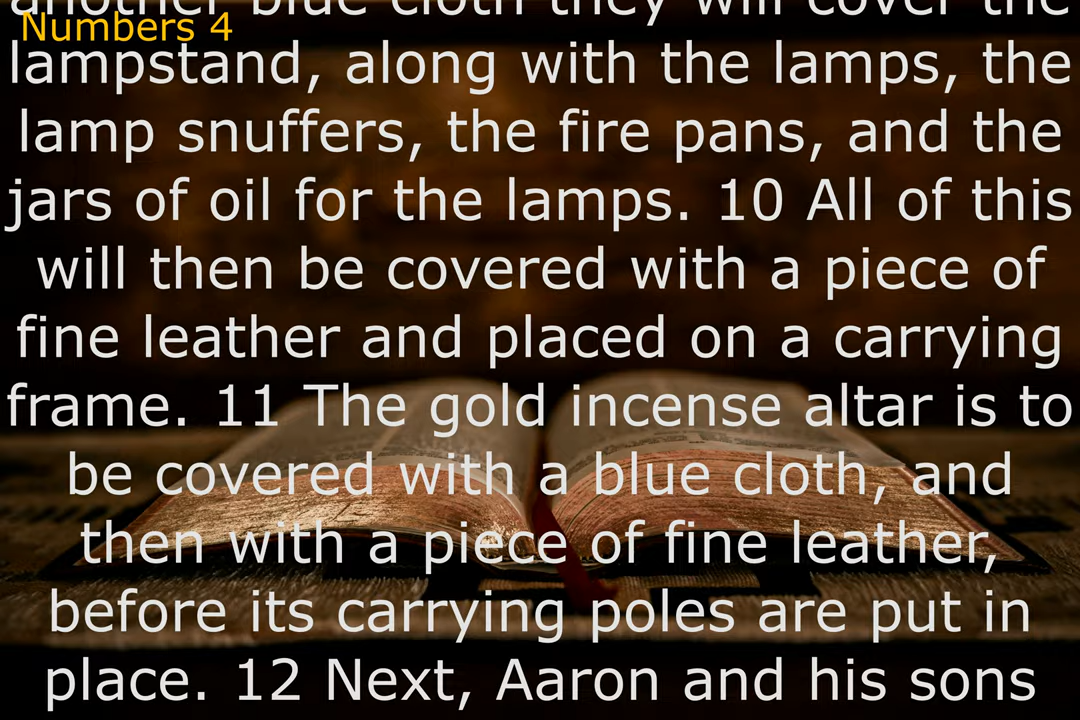 another blue cloth they will cover the
Numbers 4
lampstand, along with the lamps, the
lamp snuffers, the fire pans, and the
jars of oil for the lamps. 10 All of this
will then be covered with a piece of
fine leather and placed on a carrying
frame. 11 The gold incense altar is to
be covered with a blue cloth, and
then with a piece of fine leather,
before its carrying poles are put in
place. 12 Next, Aaron and his sons